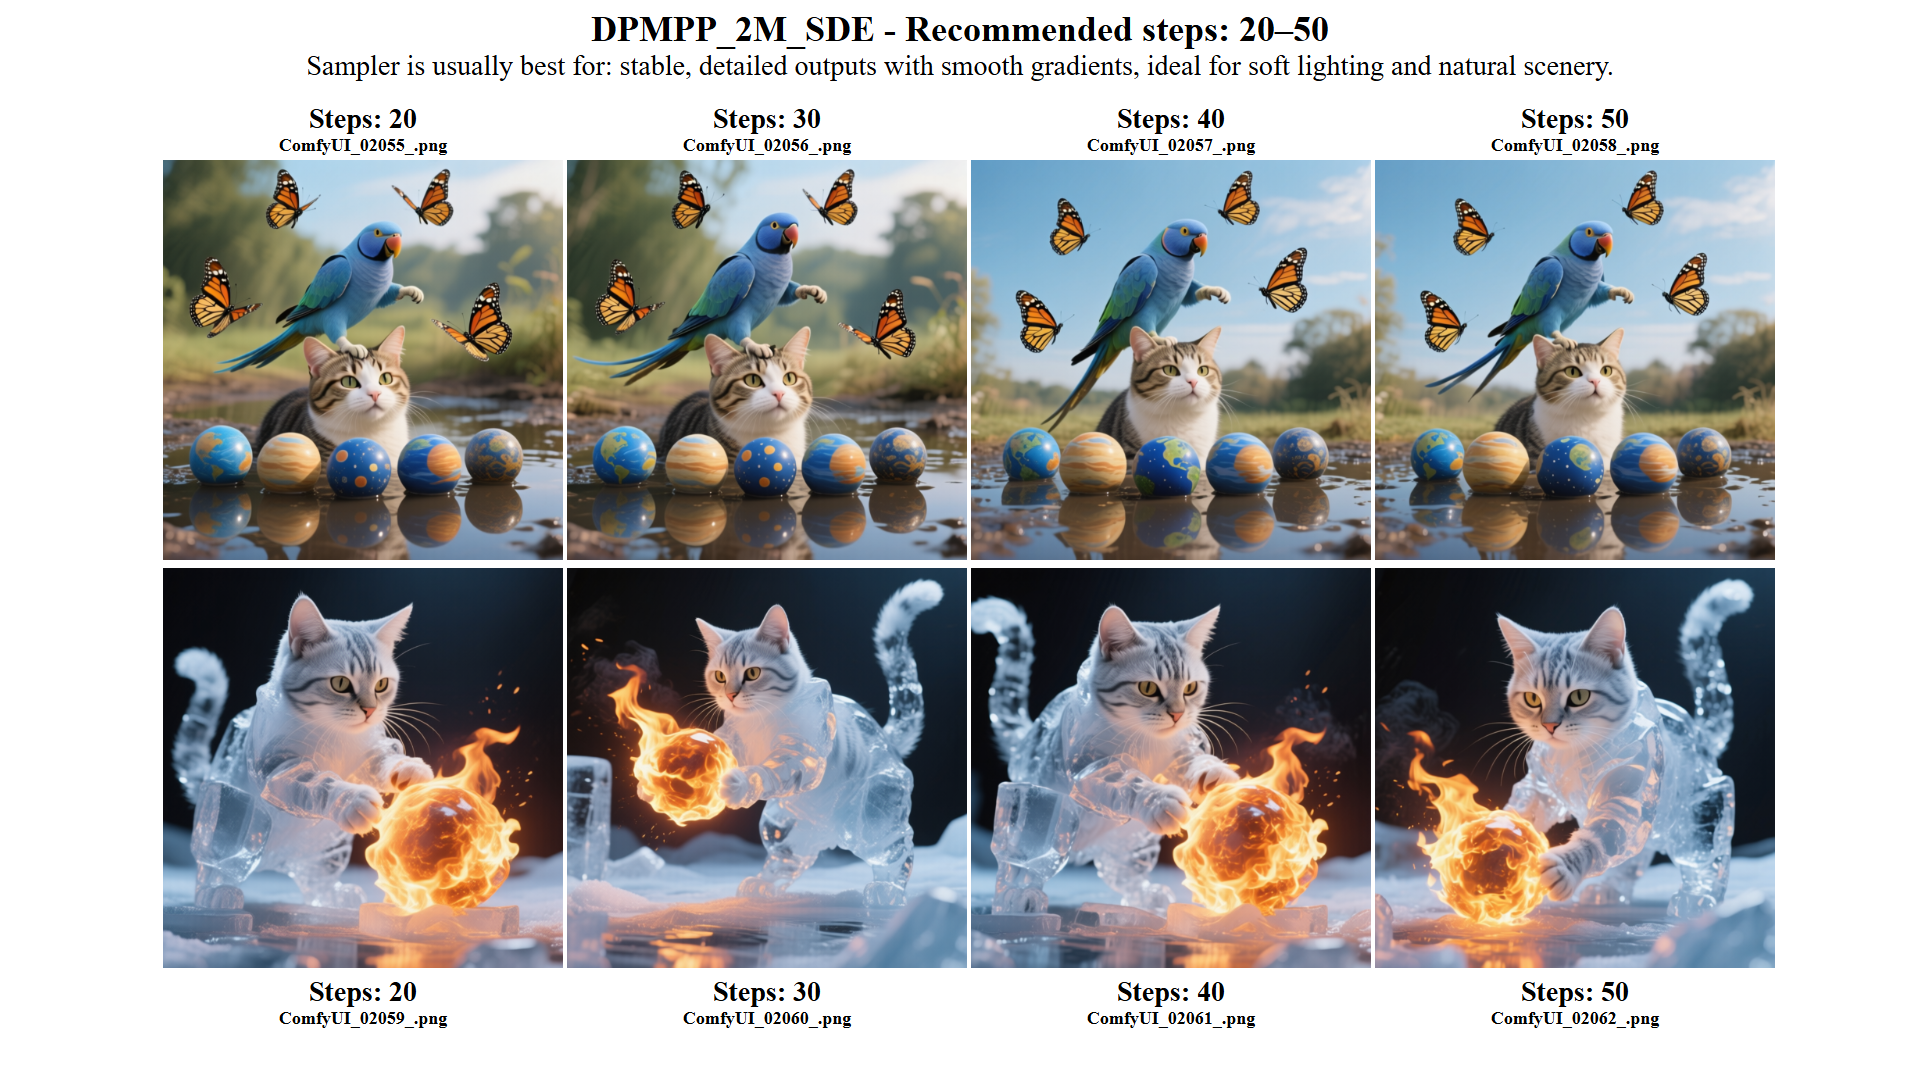 DPMPP_2M_SDE - Recommended steps: 20–50
Sampler is usually best for: stable, detailed outputs with smooth gradients, ideal for soft lighting and natural scenery.
Steps: 20
ComfyUI_02055_.png
Steps: 30
ComfyUI_02056_.png
Steps: 40
ComfyUI_02057_.png
Steps: 50
ComfyUI_02058_.png
Steps: 20
ComfyUI_02059_.png
Steps: 30
ComfyUI_02060_.png
Steps: 40
ComfyUI_02061_.png
Steps: 50
ComfyUI_02062_.png